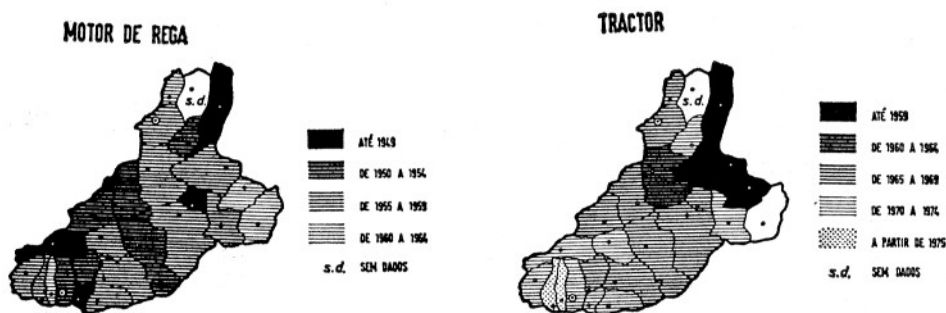 MOTOR DE REGA
s.d.
ATÉ 1949
DE 1950 A 1954
DE 1955 A 1959
DE 1960 A 1964
s.d. SEM DADOS
TRACTOR
s.d.
ATÉ 1959
DE 1960 A 1964
DE 1965 A 1969
DE 1970 A 1974
A PARTIR DE 1975
s.d. SEM DADOS